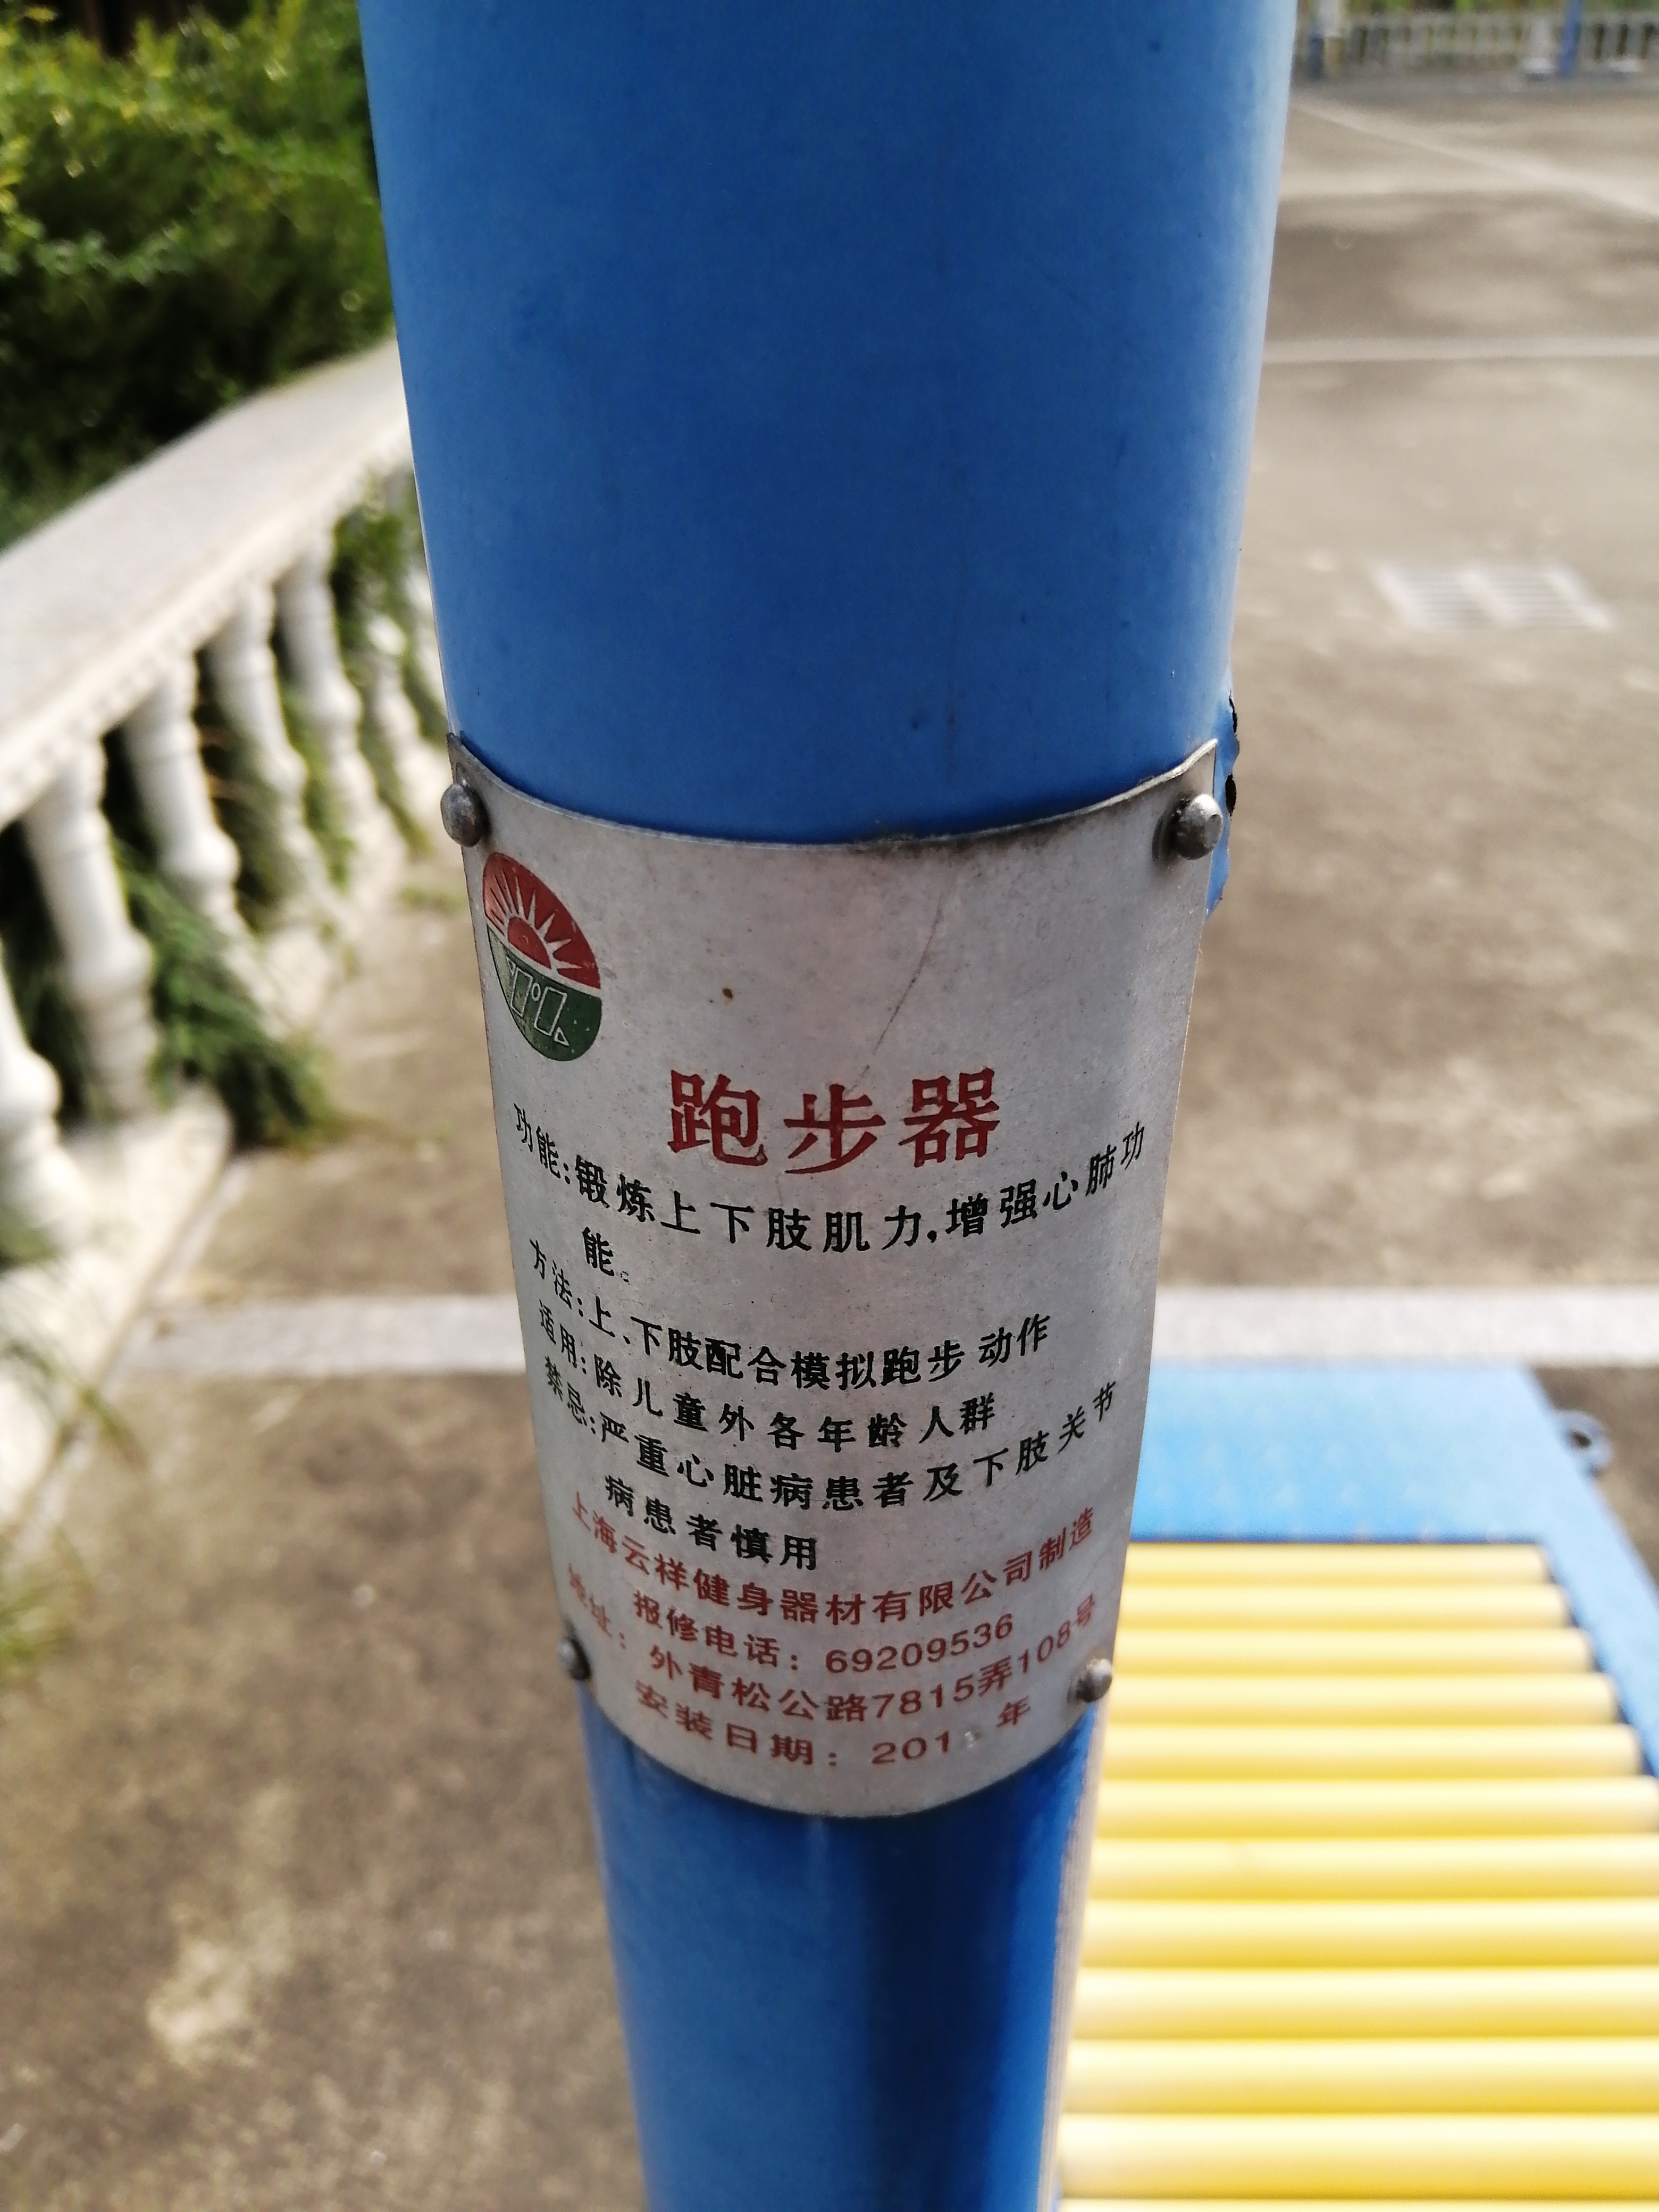 跑步器
功能:锻炼上下肢肌力,增强心肺功
能。
方法:上、下肢配合模拟跑步动作
适用:除儿童外各年龄人群
禁忌:严重心脏病患者及下肢关节
病患者慎用
上海云祥健身器材有限公司制造
报修电话：69209536
地址：外青松公路7815弄108号
安装日期：201 年